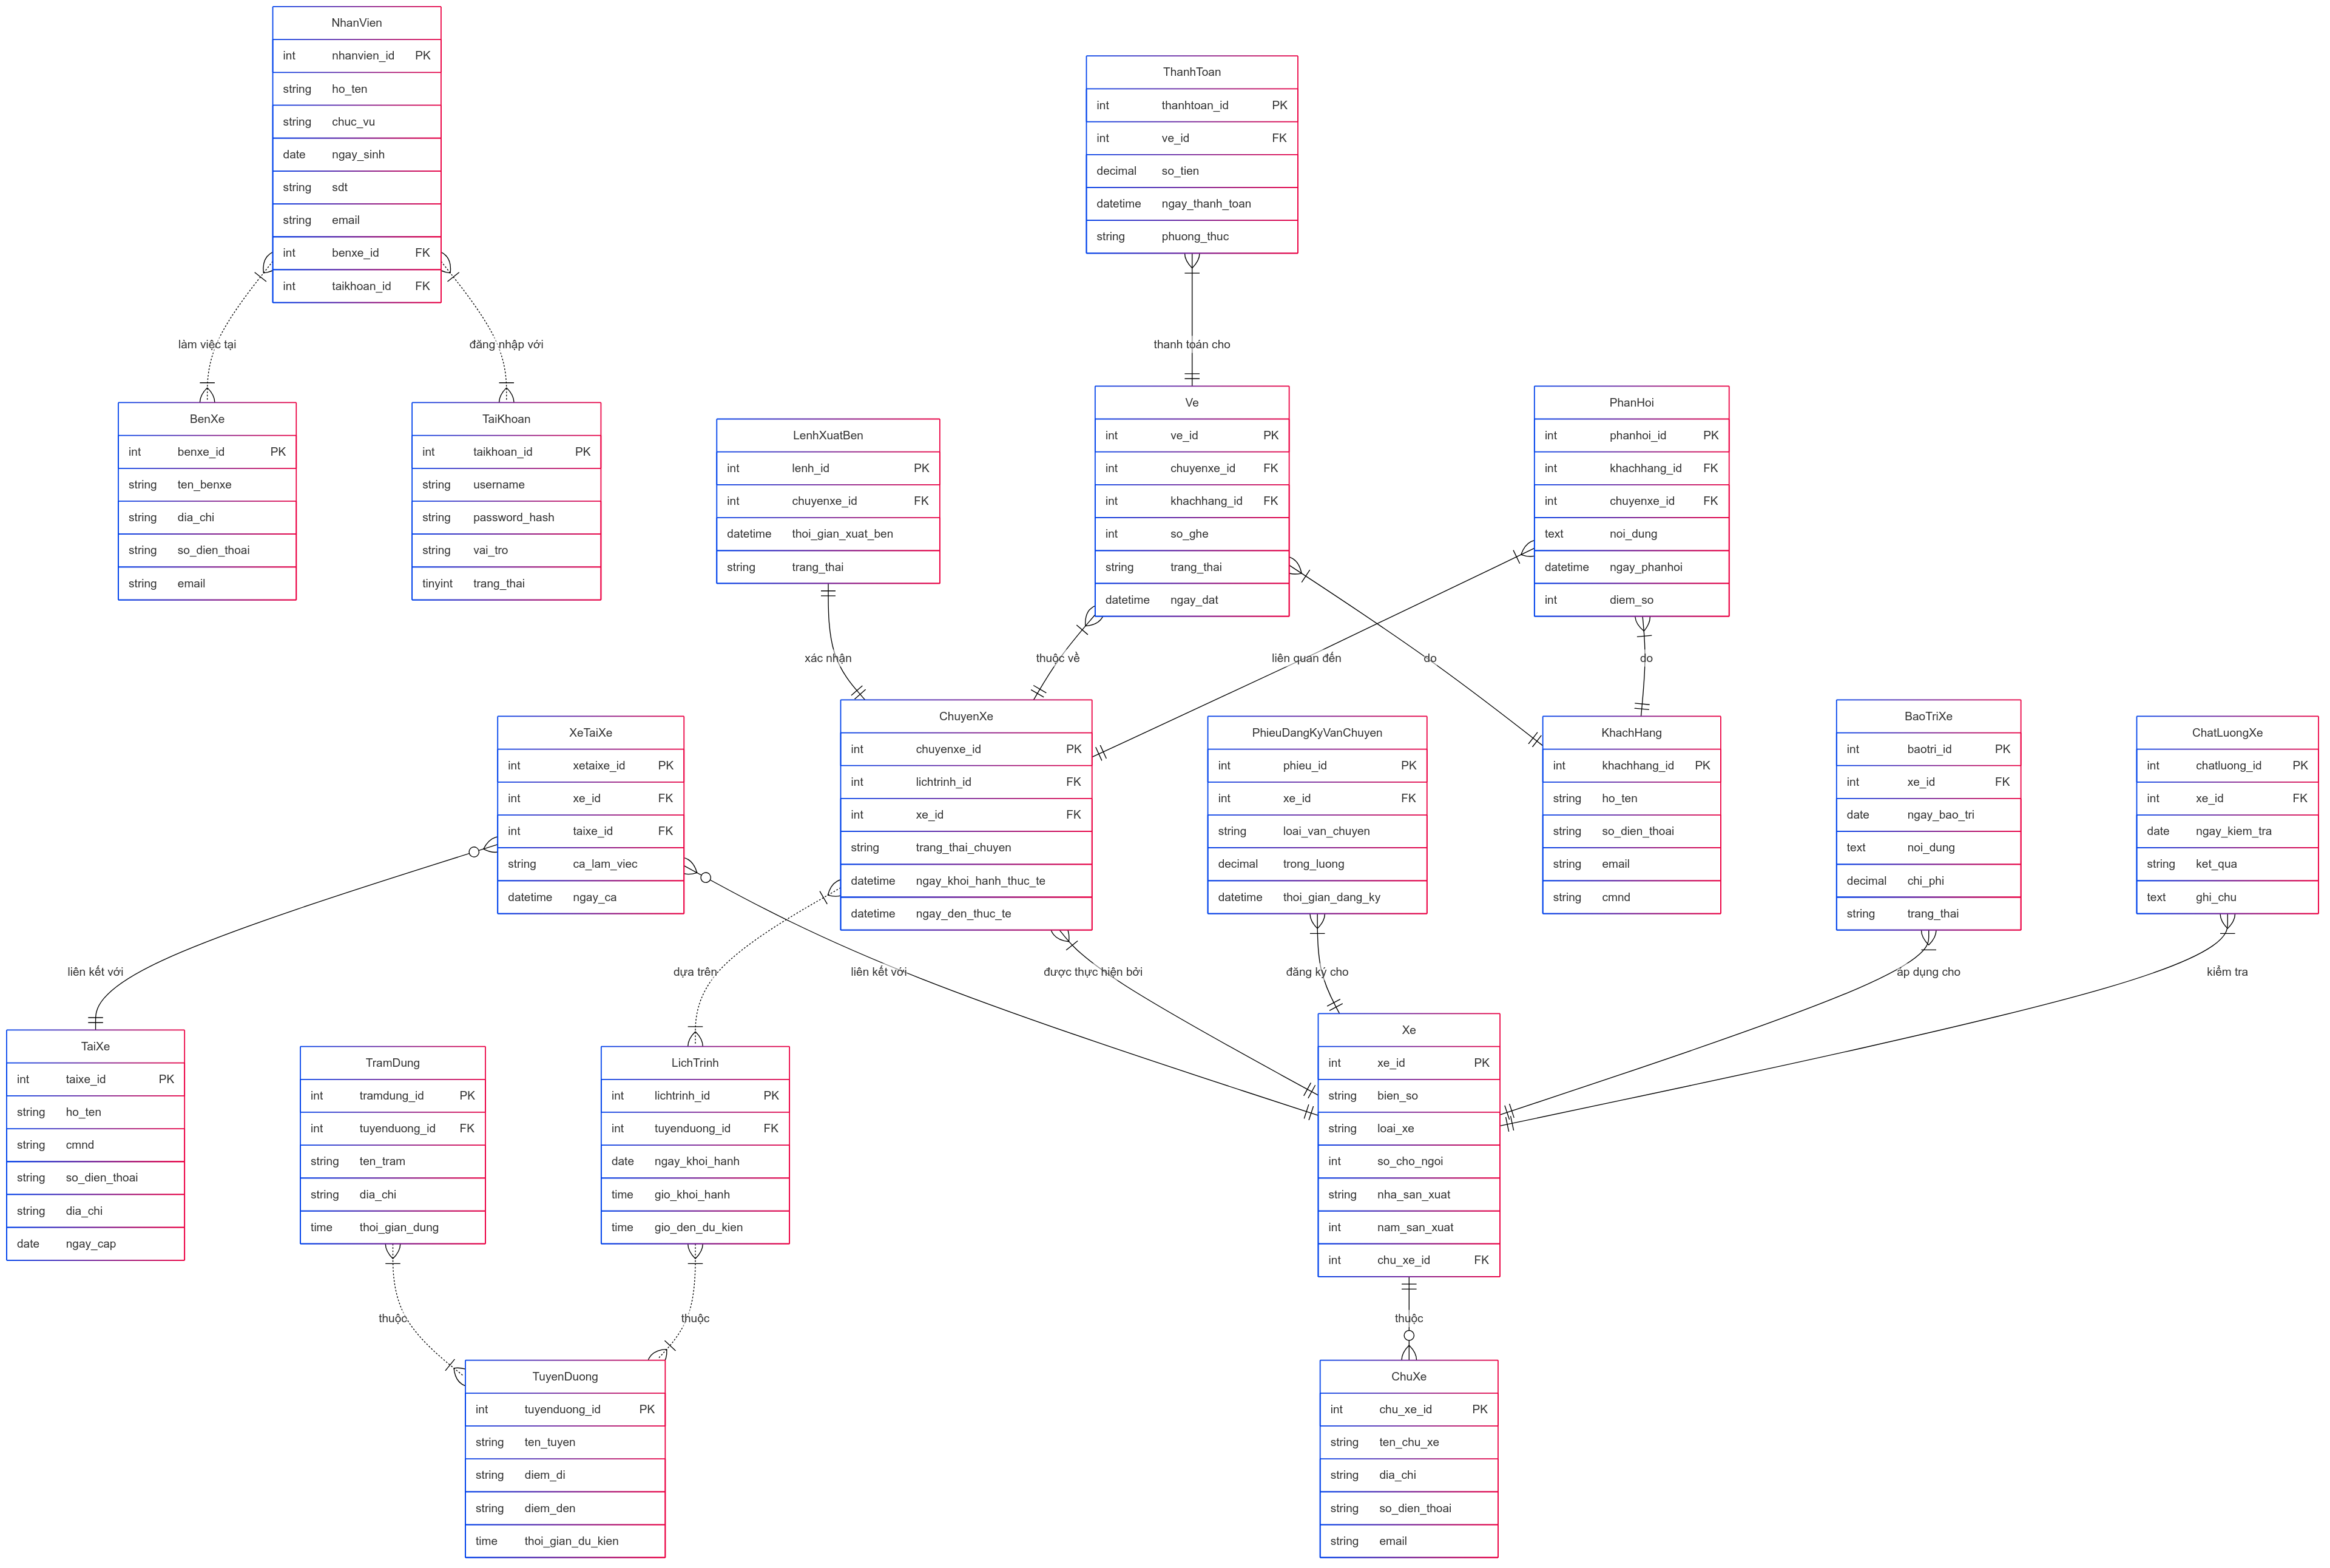 NhanVien
int nhanvien_id PK
string ho_ten
string chuc_vu
date ngay_sinh
string sdt
string email
int benxe_id FK
int taikhoan_id FK
ThanhToan
int thanhtoan_id PK
int ve_id FK
decimal so_tien
datetime ngay_thanh_toan
string phuong_thuc
làm việc tại
đăng nhập với
thanh toán cho
BenXe
int benxe_id PK
string ten_benxe
string dia_chi
string so_dien_thoai
string email
TaiKhoan
int taikhoan_id PK
string username
string password_hash
string vai_tro
tinyint trang_thai
LenhXuatBen
int lenh_id PK
int chuyenxe_id FK
datetime thoi_gian_xuat_ben
string trang_thai
Ve
int ve_id PK
int chuyenxe_id FK
int khachhang_id FK
int so_ghe
string trang_thai
datetime ngay_dat
PhanHoi
int phanhoi_id PK
int khachhang_id FK
int chuyenxe_id FK
text noi_dung
datetime ngay_phanhoi
int diem_so
xác nhận
thuộc về
liên quan đến
do
do
XeTaiXe
int xetaixe_id PK
int xe_id FK
int taixe_id FK
string ca_lam_viec
datetime ngay_ca
ChuyenXe
int chuyenxe_id PK
int lichtrinh_id FK
int xe_id FK
string trang_thai_chuyen
datetime ngay_khoi_hanh_thuc_te
datetime ngay_den_thuc_te
PhieuDangKyVanChuyen
int phieu_id PK
int xe_id FK
string loai_van_chuyen
decimal trong_luong
datetime thoi_gian_dang_ky
KhachHang
int khachhang_id PK
string ho_ten
string so_dien_thoai
string email
string cmnd
BaoTriXe
int baotri_id PK
int xe_id FK
date ngay_bao_tri
text noi_dung
decimal chi_phi
string trang_thai
ChatLuongXe
int chatluong_id PK
int xe_id FK
date ngay_kiem_tra
string ket_qua
text ghi_chu
liên kết với
dựa trên
liên kết với
được thực hiện bởi
đăng ký cho
áp dụng cho
kiểm tra
TaiXe
int taixe_id PK
string ho_ten
string cmnd
string so_dien_thoai
string dia_chi
date ngay_cap
TramDung
int tramdung_id PK
int tuyenduong_id FK
string ten_tram
string dia_chi
time thoi_gian_dung
LichTrinh
int lichtrinh_id PK
int tuyenduong_id FK
date ngay_khoi_hanh
time gio_khoi_hanh
time gio_den_du_kien
Xe
int xe_id PK
string bien_so
string loai_xe
int so_cho_ngoi
string nha_san_xuat
int nam_san_xuat
int chu_xe_id FK
thuộc
thuộc
thuộc
TuyenDuong
int tuyenduong_id PK
string ten_tuyen
string diem_di
string diem_den
time thoi_gian_du_kien
ChuXe
int chu_xe_id PK
string ten_chu_xe
string dia_chi
string so_dien_thoai
string email